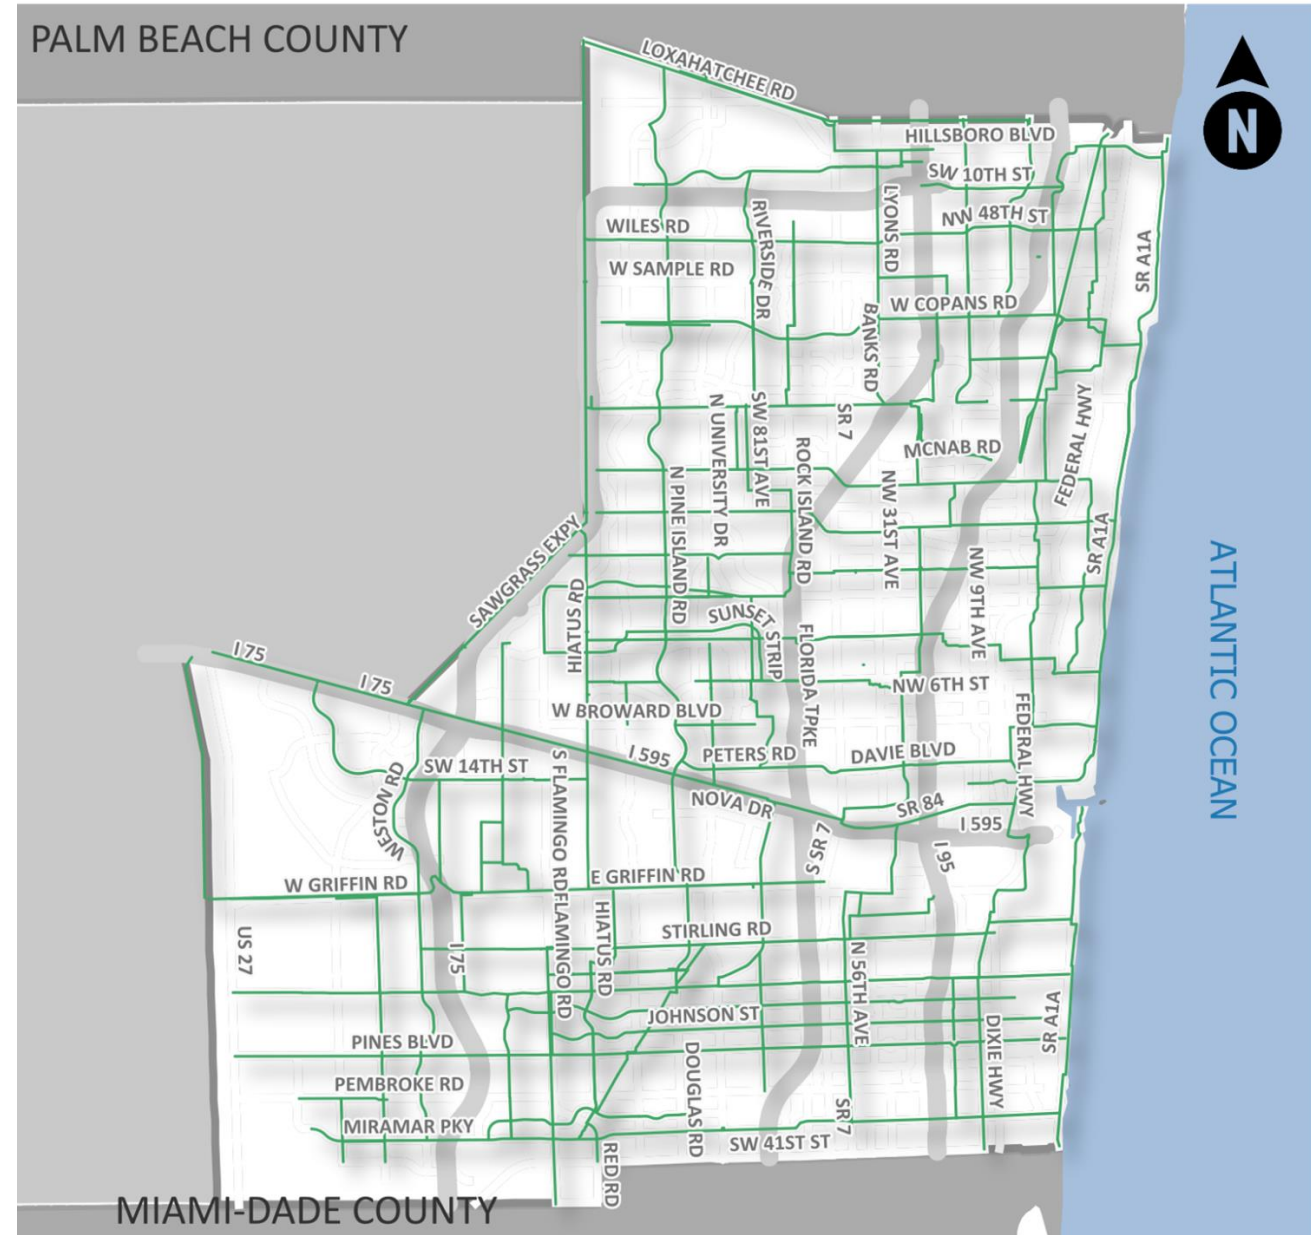 PALM BEACH COUNTY
LOXAHATCHEE RD
N
HILLSBORO BLVD
SW 10TH ST
NW 48TH ST
LYONS RD
RIVERSIDE DR
WILES RD
SR A1A
W SAMPLE RD
W COPANS RD
BANKS RD
N UNIVERSITY DR
SW 81ST AVE
SR 7
FEDERAL HWY
MCNAB RD
ROCK ISLAND RD
N PINE ISLAND RD
NW 31ST AVE
SR A1A
SAWGRASS EXPY
NW 9TH AVE
HIATUS RD
SUNSET STRIP
FLORIDA TPKE
ATLANTIC OCEAN
I 75
I 75
NW 6TH ST
W BROWARD BLVD
FEDERAL HWY
I 595
PETERS RD
DAVIE BLVD
SW 14TH ST
WESTON RD
S FLAMINGO RD
NOVA DR
SR 84
I 595
S SR 7
I 95
W GRIFFIN RD
E GRIFFIN RD
FLAMINGO RD
HIATUS RD
STIRLING RD
US 27
I 75
N 56TH AVE
JOHNSON ST
SR A1A
DIXIE HWY
PINES BLVD
DOUGLAS RD
PEMBROKE RD
SR 7
MIRAMAR PKY
SW 41ST ST
RED RD
MIAMI-DADE COUNTY